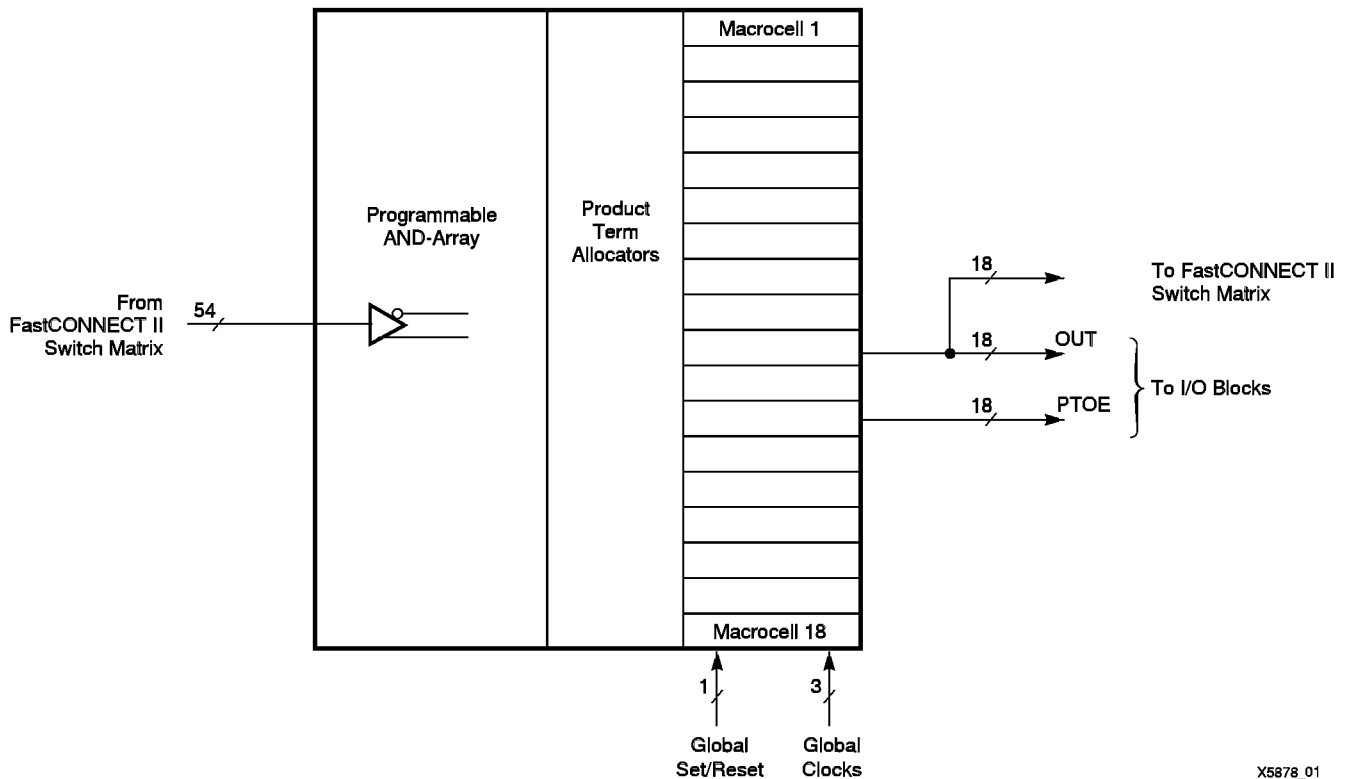 Macrocell 1
Programmable
AND-Array
Product
Term
Allocators
From
FastCONNECT II
Switch Matrix
54
18
To FastCONNECT II
Switch Matrix
18
OUT
18
PTOE
To I/O Blocks
Macrocell 18
1
3
Global
Set/Reset
Global
Clocks
X5878_01